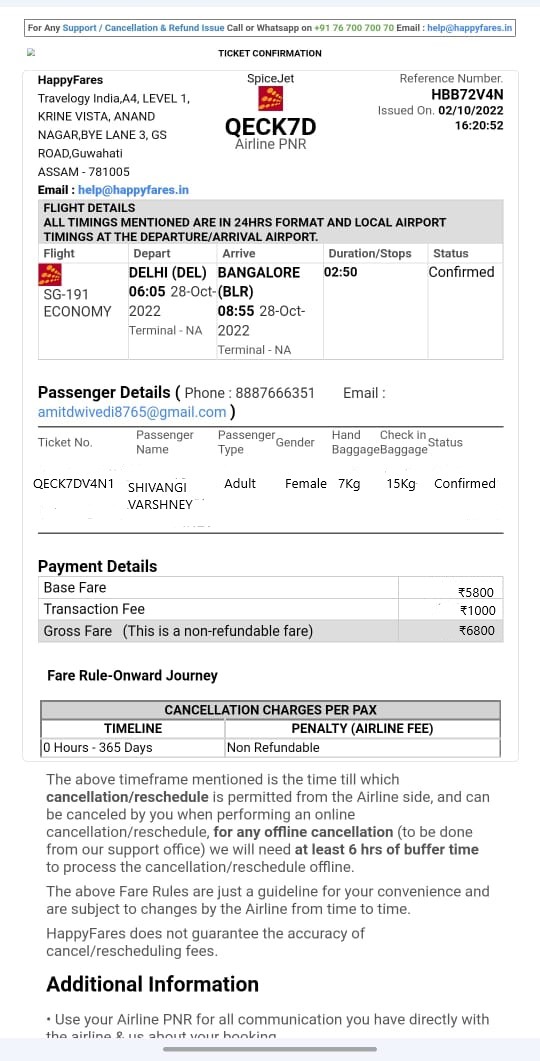 For Any Support / Cancellation & Refund Issue Call or Whatsapp on +91 76 700 700 70 Email : help@happyfares.in
TICKET CONFIRMATION
HappyFares
Travelogy India,A4, LEVEL 1,
KRINE VISTA, ANAND
NAGAR,BYE LANE 3, GS
ROAD,Guwahati
ASSAM - 781005
Email : help@happyfares.in
SpiceJet
QECK7D
Airline PNR
Reference Number.
HBB72V4N
Issued On. 02/10/2022
16:20:52
FLIGHT DETAILS
ALL TIMINGS MENTIONED ARE IN 24HRS FORMAT AND LOCAL AIRPORT
TIMINGS AT THE DEPARTURE/ARRIVAL AIRPORT.
Flight Depart Arrive Duration/Stops Status
SG-191
ECONOMY
DELHI (DEL)
06:05 28-Oct-
2022
Terminal - NA
BANGALORE
(BLR)
08:55 28-Oct-
2022
Terminal - NA
02:50
Confirmed
Passenger Details ( Phone : 8887666351 Email :
amitdwivedi8765@gmail.com )
Ticket No. Passenger Name Passenger Type Gender Hand Baggage Check in Baggage Status
QECK7DV4N1 SHIVANGI VARSHNEY Adult Female 7Kg 15Kg Confirmed
Payment Details
Base Fare ₹5800
Transaction Fee ₹1000
Gross Fare (This is a non-refundable fare) ₹6800
Fare Rule-Onward Journey
CANCELLATION CHARGES PER PAX
TIMELINE PENALTY (AIRLINE FEE)
0 Hours - 365 Days Non Refundable
The above timeframe mentioned is the time till which
cancellation/reschedule is permitted from the Airline side, and can
be canceled by you when performing an online
cancellation/reschedule, for any offline cancellation (to be done
from our support office) we will need at least 6 hrs of buffer time
to process the cancellation/reschedule offline.
The above Fare Rules are just a guideline for your convenience and
are subject to changes by the Airline from time to time.
HappyFares does not guarantee the accuracy of
cancel/rescheduling fees.
Additional Information
• Use your Airline PNR for all communication you have directly with
the airline & us about your booking